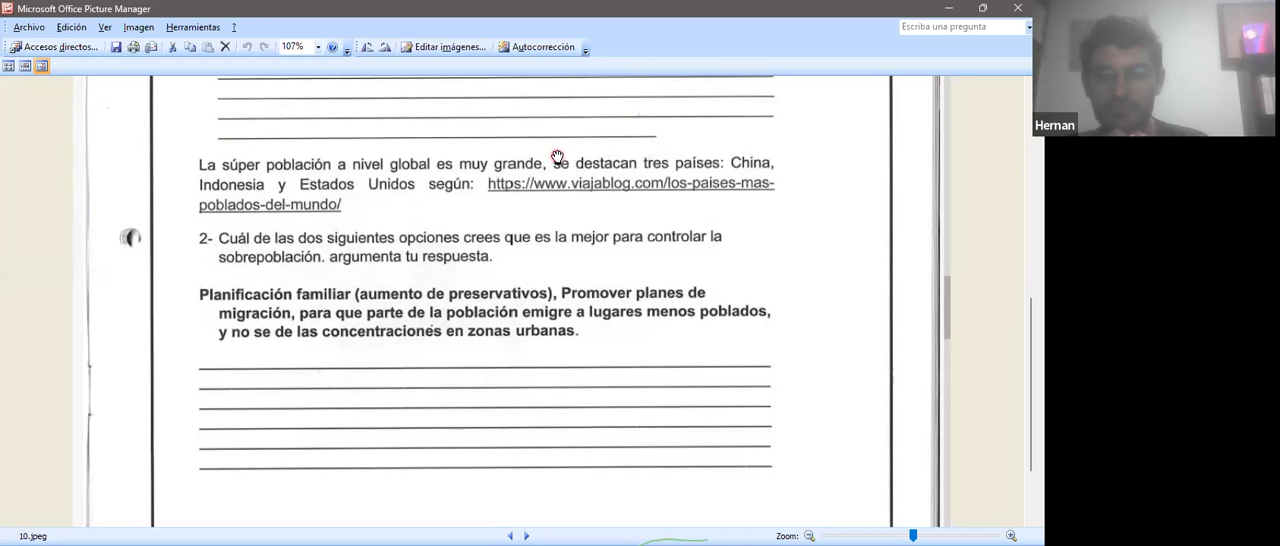 Microsoft Office Picture Manager
Archivo Edición Ver Imagen Herramientas ?
Escriba una pregunta
Accesos directos... 107% Editar imágenes... Autocorrección
Hernan
La súper población a nivel global es muy grande, se destacan tres países: China,
Indonesia y Estados Unidos según: https://www.viajablog.com/los-paises-mas-
poblados-del-mundo/
2- Cuál de las dos siguientes opciones crees que es la mejor para controlar la
sobrepoblación. argumenta tu respuesta.
Planificación familiar (aumento de preservativos), Promover planes de
migración, para que parte de la población emigre a lugares menos poblados,
y no se de las concentraciones en zonas urbanas.
10.jpeg
Zoom: